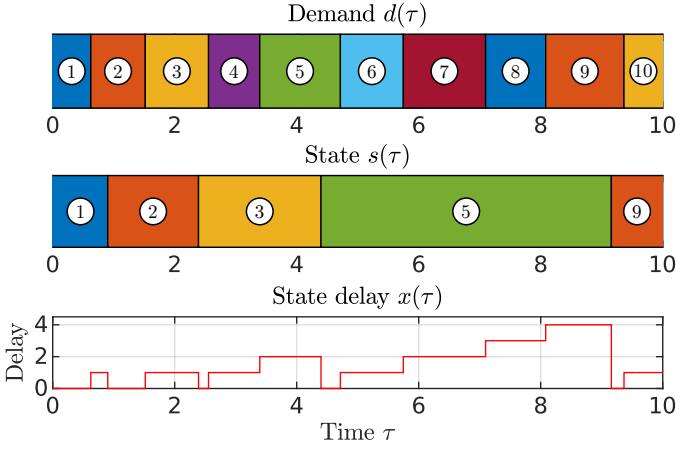 Demand d(τ)
1 2 3 4 5 6 7 8 9 10
0 2 4 6 8 10
State s(τ)
1 2 3 5 9
0 2 4 6 8 10
State delay x(τ)
Delay
4
2
0
0 2 4 6 8 10
Time τ